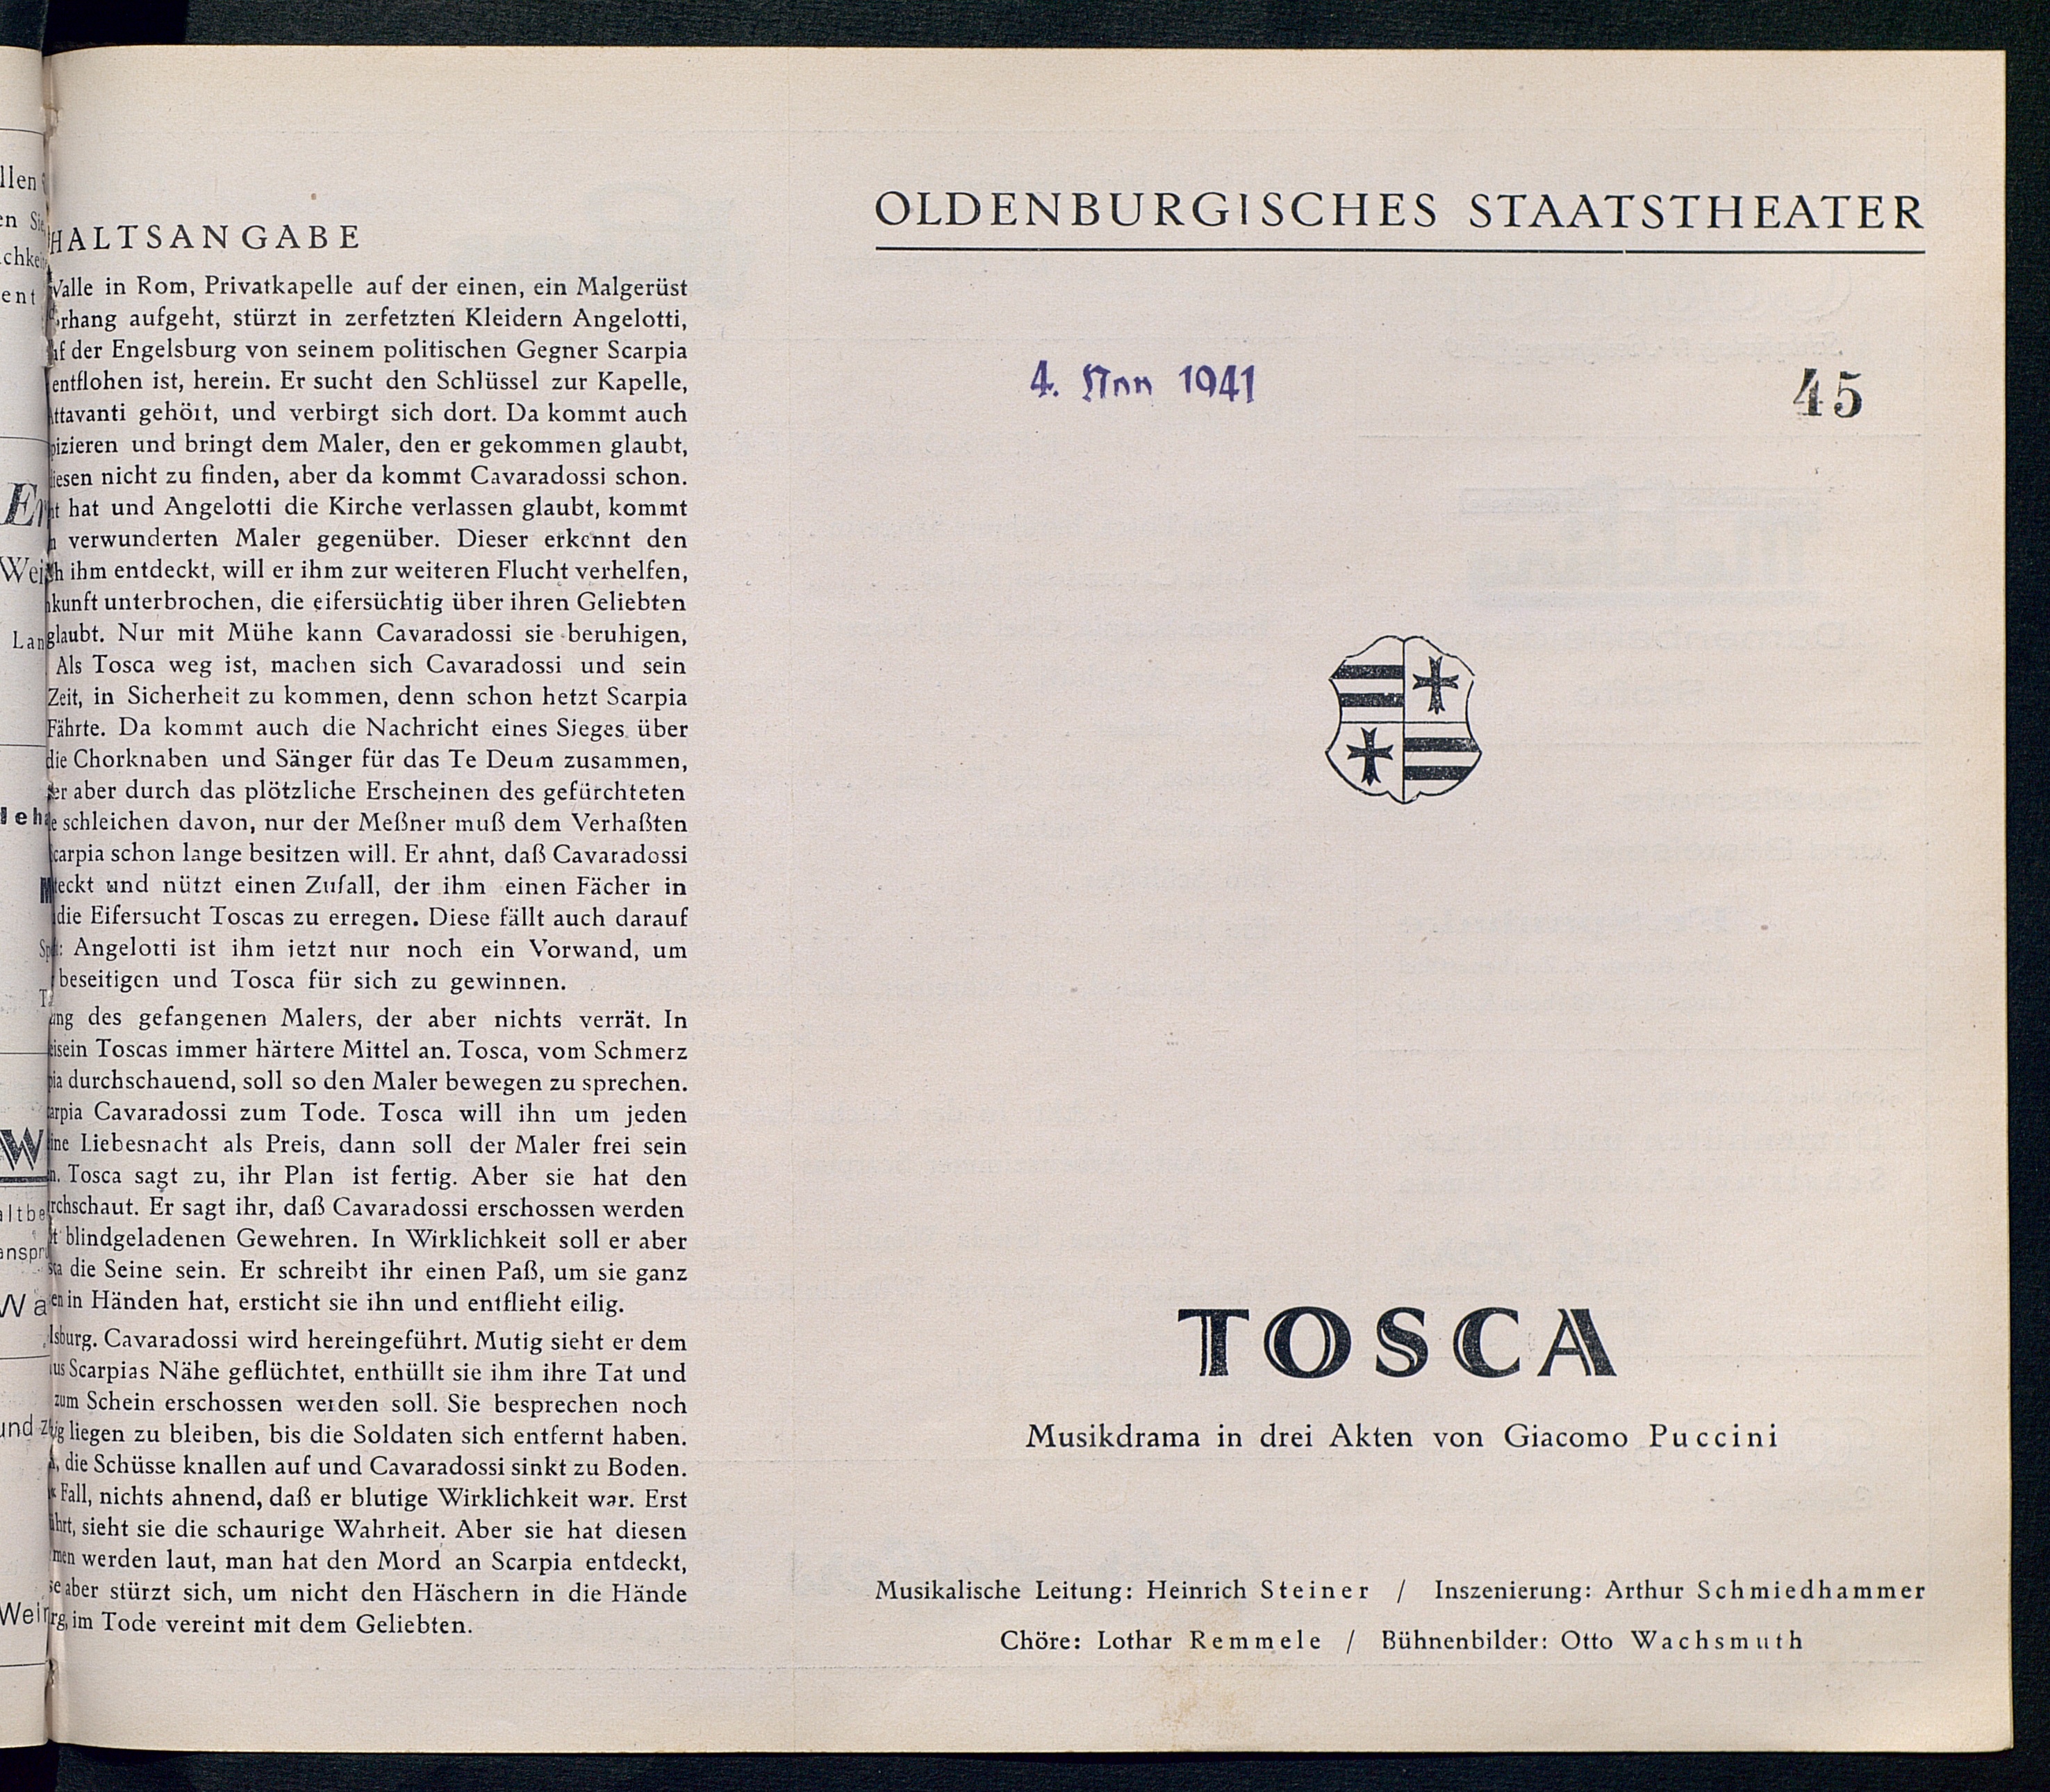 HALTSANGABE
Valle in Rom, Privatkapelle auf der einen, ein Malgerüst
rhang aufgeht, stürzt in zerfetzten Kleidern Angelotti,
f der Engelsburg von seinem politischen Gegner Scarpia
entflohen ist, herein. Er sucht den Schlüssel zur Kapelle,
ttavanti gehört, und verbirgt sich dort. Da kommt auch
pizieren und bringt dem Maler, den er gekommen glaubt,
iesen nicht zu finden, aber da kommt Cavaradossi schon.
t hat und Angelotti die Kirche verlassen glaubt, kommt
verwunderten Maler gegenüber. Dieser erkennt den
h ihm entdeckt, will er ihm zur weiteren Flucht verhelfen,
kunft unterbrochen, die eifersüchtig über ihren Geliebten
glaubt. Nur mit Mühe kann Cavaradossi sie beruhigen,
Als Tosca weg ist, machen sich Cavaradossi und sein
Zeit, in Sicherheit zu kommen, denn schon hetzt Scarpia
Fährte. Da kommt auch die Nachricht eines Sieges über
die Chorknaben und Sänger für das Te Deum zusammen,
er aber durch das plötzliche Erscheinen des gefürchteten
e schleichen davon, nur der Meßner muß dem Verhaßten
carpia schon lange besitzen will. Er ahnt, daß Cavaradossi
teckt und nützt einen Zufall, der ihm einen Fächer in
die Eifersucht Toscas zu erregen. Diese fällt auch darauf
: Angelotti ist ihm jetzt nur noch ein Vorwand, um
beseitigen und Tosca für sich zu gewinnen.
ung des gefangenen Malers, der aber nichts verrät. In
eisein Toscas immer härtere Mittel an. Tosca, vom Schmerz
pia durchschauend, soll so den Maler bewegen zu sprechen.
arpia Cavaradossi zum Tode. Tosca will ihn um jeden
ine Liebesnacht als Preis, dann soll der Maler frei sein
n. Tosca sagt zu, ihr Plan ist fertig. Aber sie hat den
rchschaut. Er sagt ihr, daß Cavaradossi erschossen werden
t blindgeladenen Gewehren. In Wirklichkeit soll er aber
sca die Seine sein. Er schreibt ihr einen Paß, um sie ganz
en in Händen hat, ersticht sie ihn und entflieht eilig.
lsburg. Cavaradossi wird hereingeführt. Mutig sieht er dem
us Scarpias Nähe geflüchtet, enthüllt sie ihm ihre Tat und
zum Schein erschossen werden soll. Sie besprechen noch
ig liegen zu bleiben, bis die Soldaten sich entfernt haben.
, die Schüsse knallen auf und Cavaradossi sinkt zu Boden.
" Fall, nichts ahnend, daß er blutige Wirklichkeit war. Erst
ührt, sieht sie die schaurige Wahrheit. Aber sie hat diesen
men werden laut, man hat den Mord an Scarpia entdeckt,
se aber stürzt sich, um nicht den Häschern in die Hände
rg, im Tode vereint mit dem Geliebten.
OLDENBURGISCHES STAATSTHEATER
4. Nov 1941
45
TOSCA
Musikdrama in drei Akten von Giacomo Puccini
Musikalische Leitung: Heinrich Steiner / Inszenierung: Arthur Schmiedhammer
Chöre: Lothar Remmele / Bühnenbilder: Otto Wachsmuth